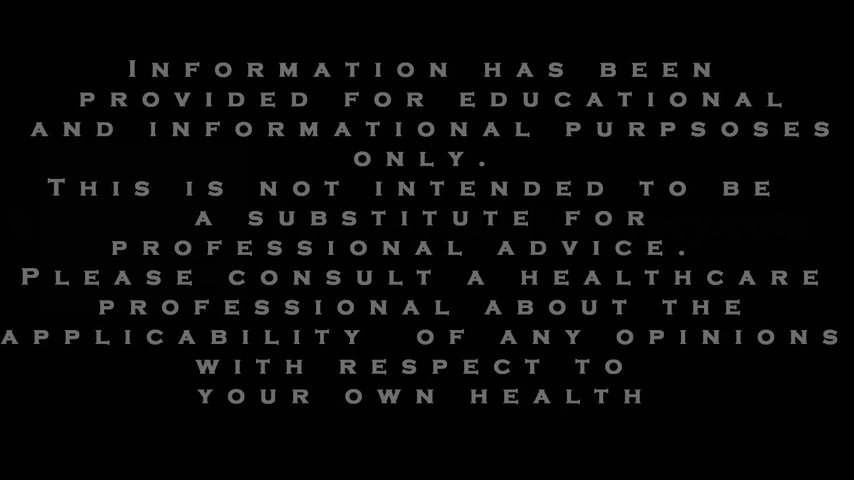 Information has been
provided for educational
and informational purpsoses
only.
This is not intended to be
a substitute for
professional advice.
Please consult a healthcare
professional about the
applicability of any opinions
with respect to
your own health